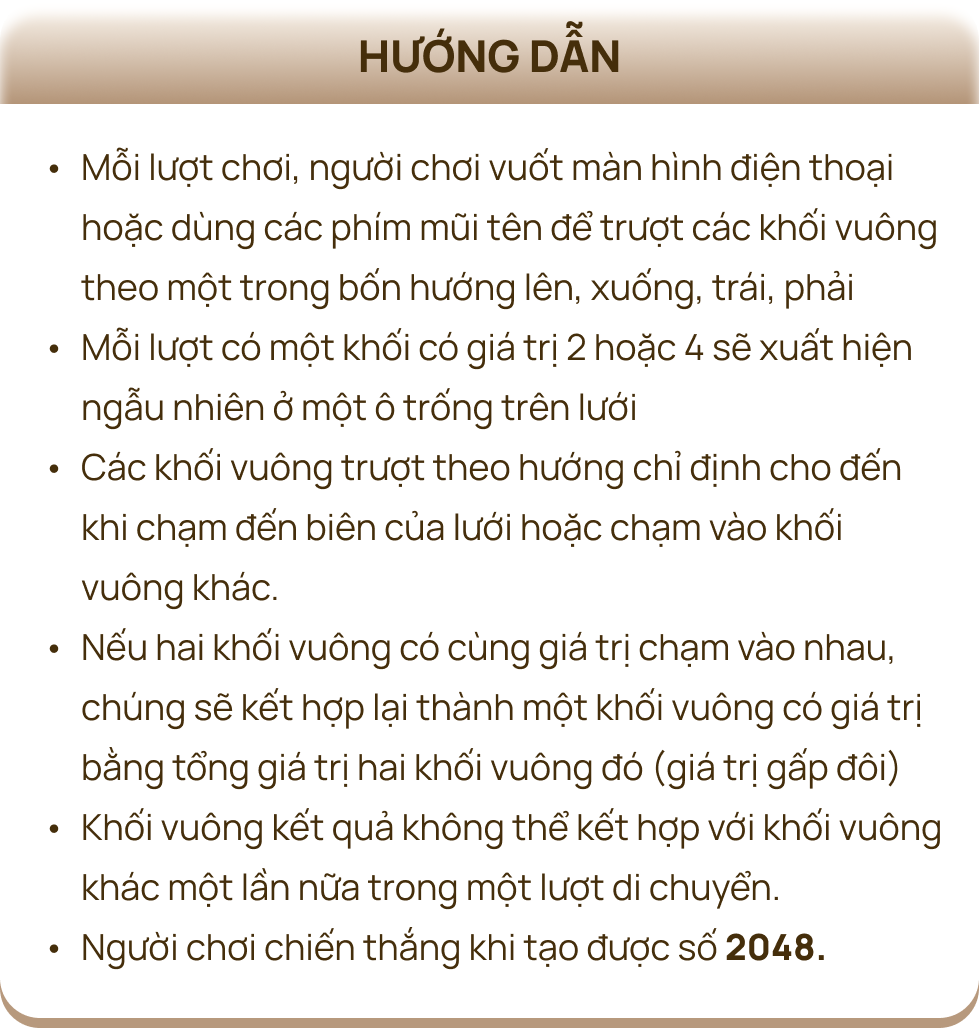 HƯỚNG DẪN
• Mỗi lượt chơi, người chơi vuốt màn hình điện thoại
hoặc dùng các phím mũi tên để trượt các khối vuông
theo một trong bốn hướng lên, xuống, trái, phải
• Mỗi lượt có một khối có giá trị 2 hoặc 4 sẽ xuất hiện
ngẫu nhiên ở một ô trống trên lưới
• Các khối vuông trượt theo hướng chỉ định cho đến
khi chạm đến biên của lưới hoặc chạm vào khối
vuông khác.
• Nếu hai khối vuông có cùng giá trị chạm vào nhau,
chúng sẽ kết hợp lại thành một khối vuông có giá trị
bằng tổng giá trị hai khối vuông đó (giá trị gấp đôi)
• Khối vuông kết quả không thể kết hợp với khối vuông
khác một lần nữa trong một lượt di chuyển.
• Người chơi chiến thắng khi tạo được số 2048.